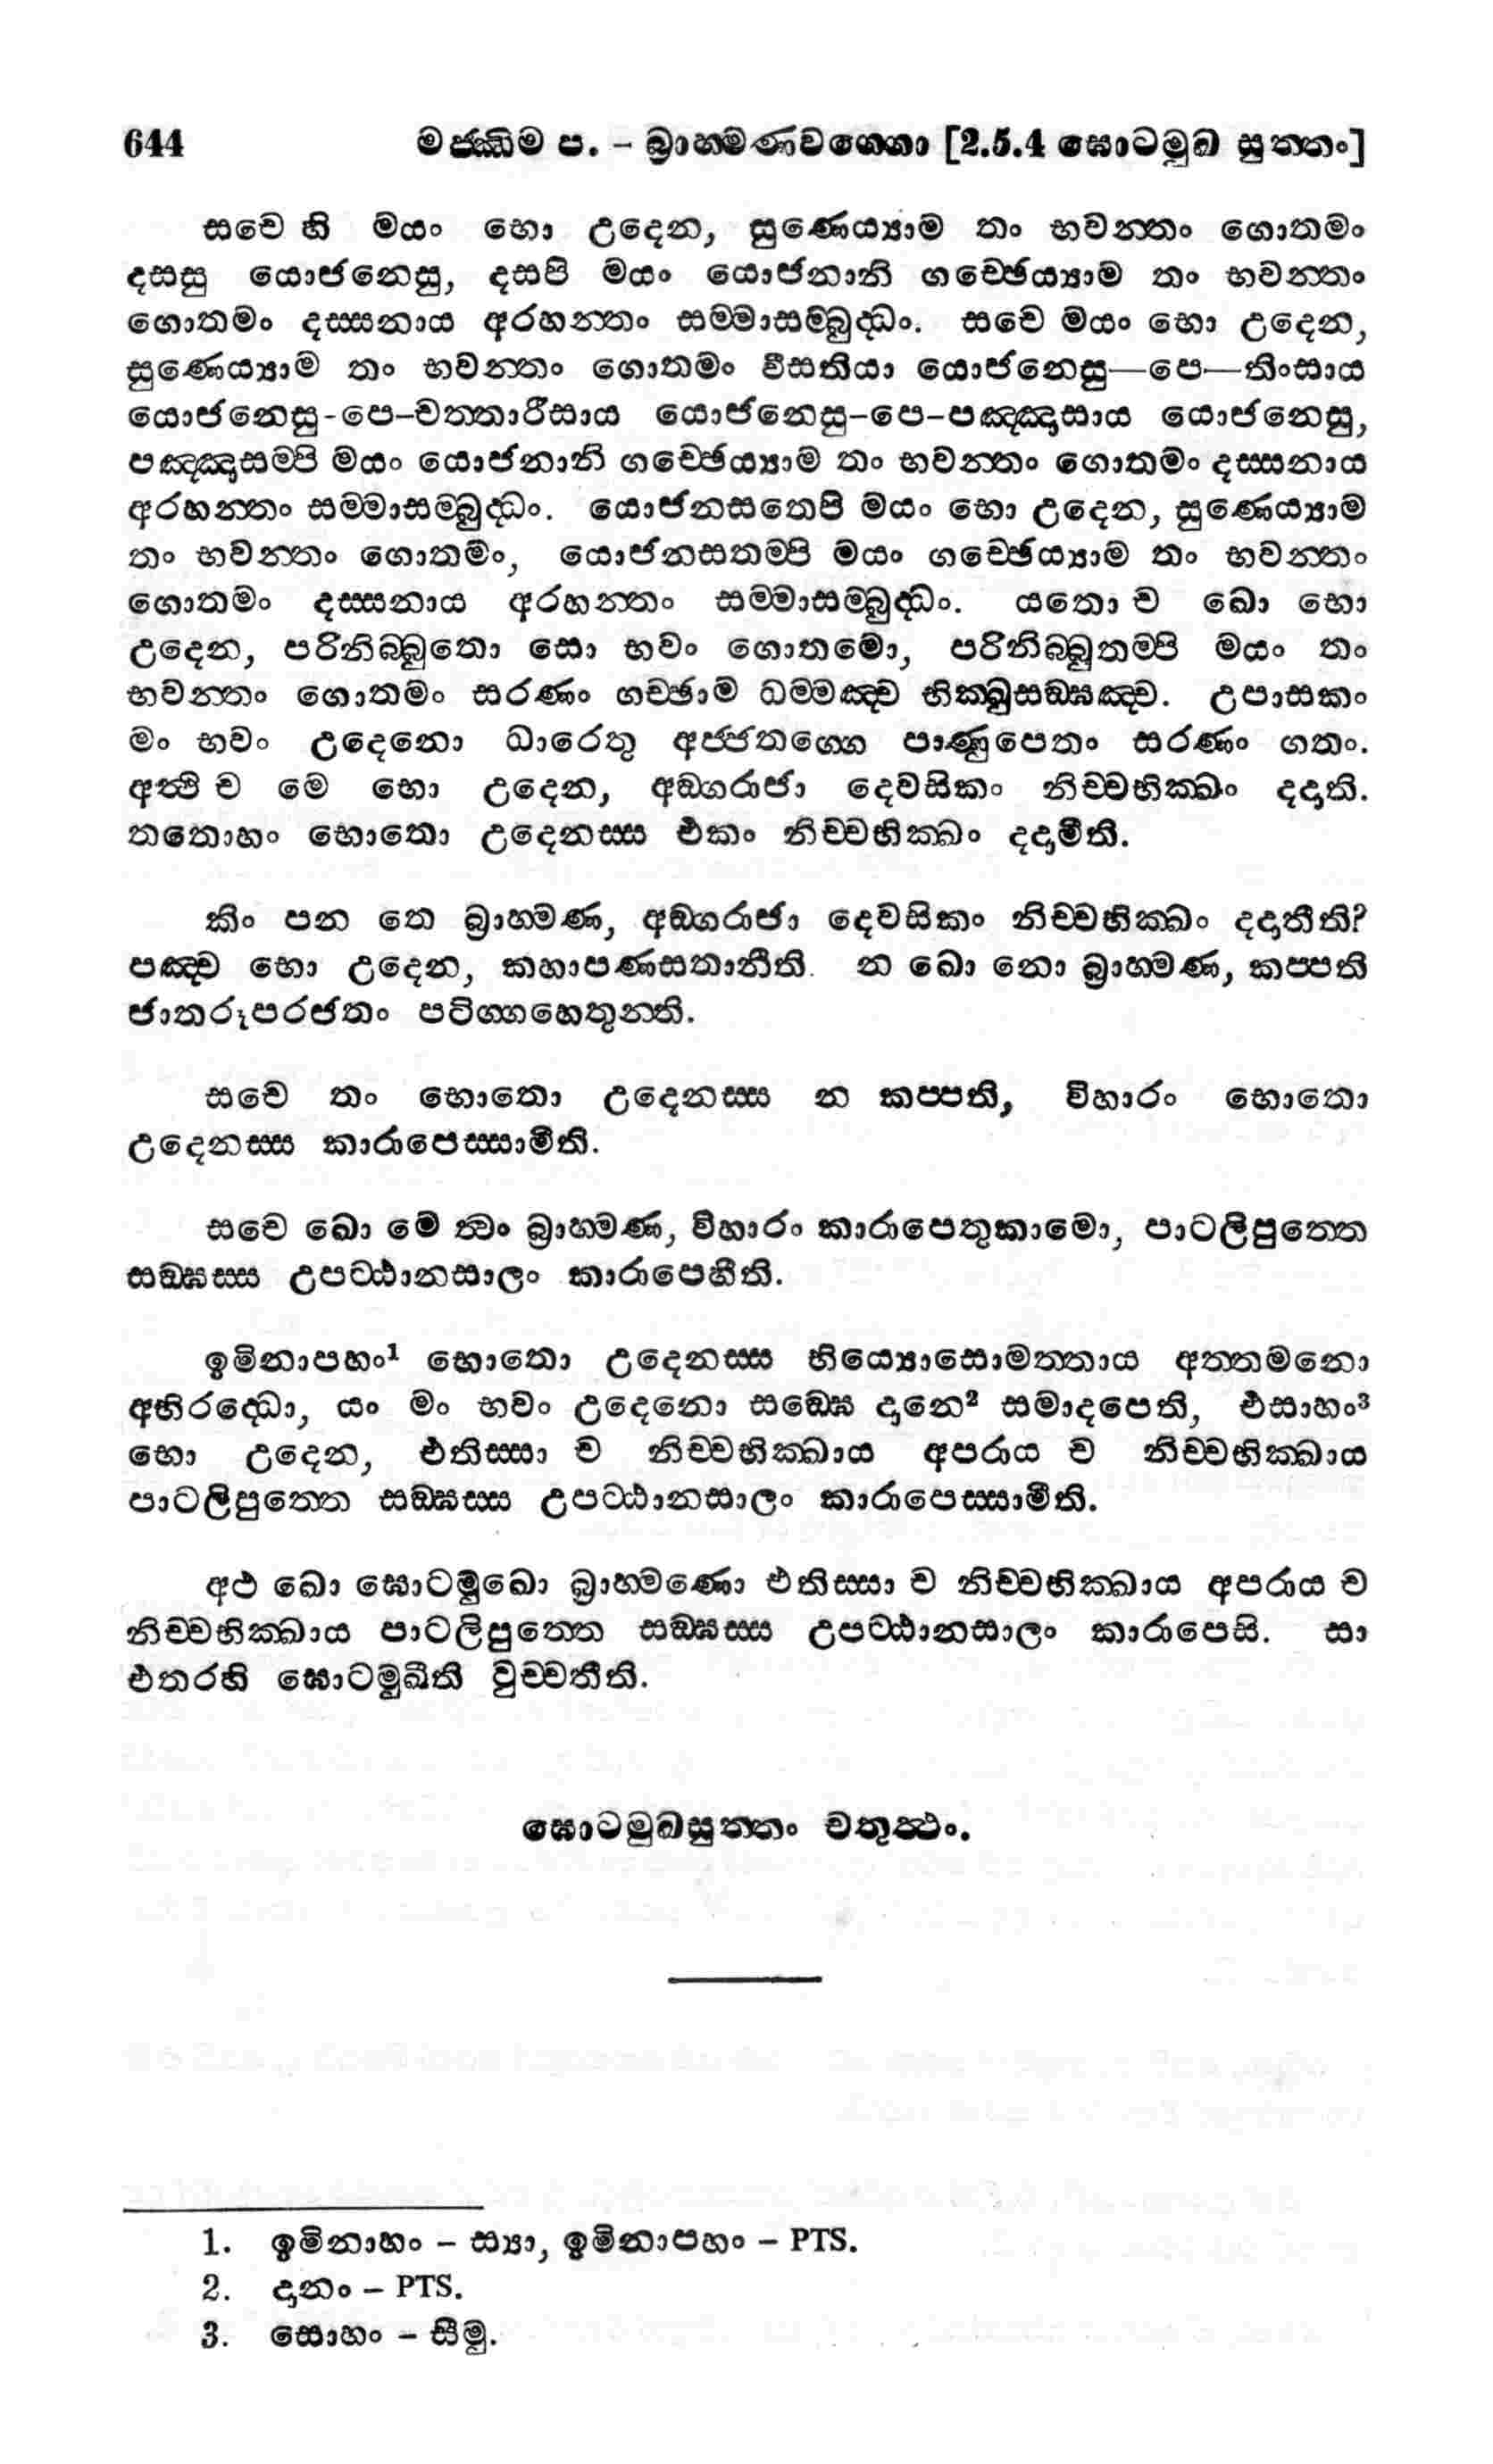 644 මජ්ඣිම ප. - බ්‍රාහ්මණවග්ගො [2.5.4 ඝොටමුඛ සුත්තං]
සචෙ හි මයං භො උදෙන, සුණෙය්‍යාම තං භවන්තං ගොතමං
දසසු යොජනෙසු, දසපි මයං යොජනානි ගච්ඡෙය්‍යාම තං භවන්තං
ගොතමං දස්සනාය අරහන්තං සම්මාසම්බුද්ධං. සචෙ මයං භො උදෙන,
සුණෙය්‍යාම තං භවන්තං ගොතමං වීසතියා යොජනෙසු—පෙ—තිංසාය
යොජනෙසු-පෙ-චත්තාරීසාය යොජනෙසු-පෙ-පඤ්ඤාසාය යොජනෙසු,
පඤ්ඤාසම්පි මයං යොජනානි ගච්ඡෙය්‍යාම තං භවන්තං ගොතමං දස්සනාය
අරහන්තං සම්මාසම්බුද්ධං. යොජනසතෙපි මයං භො උදෙන, සුණෙය්‍යාම
තං භවන්තං ගොතමං, යොජනසතම්පි මයං ගච්ඡෙය්‍යාම තං භවන්තං
ගොතමං දස්සනාය අරහන්තං සම්මාසම්බුද්ධං. යතො ච ඛො භො
උදෙන, පරිනිබ්බුතො සො භවං ගොතමො, පරිනිබ්බුතම්පි මයං තං
භවන්තං ගොතමං සරණං ගච්ඡාම ධම්මඤ්ච භික්ඛුසඞ්ඝඤ්ච. උපාසකං
මං භවං උදෙනො ධාරෙතු අජ්ජතග්ගෙ පාණුපෙතං සරණං ගතං.
අත්ථි ච මෙ භො උදෙන, අඞ්ගරාජා දෙවසිකං නිච්චභික්ඛං දදාති.
තතොහං භොතො උදෙනස්ස එකං නිච්චභික්ඛං දදාමීති.
කිං පන තෙ බ්‍රාහ්මණ, අඞ්ගරාජා දෙවසිකං නිච්චභික්ඛං දදාතීති?
පඤ්ච භො උදෙන, කහාපණසතානීති. න ඛො නො බ්‍රාහ්මණ, කප්පති
ජාතරූපරජතං පටිග්ගහෙතුන්ති.
සචෙ තං භොතො උදෙනස්ස න කප්පති, විහාරං භොතො
උදෙනස්ස කාරාපෙස්සාමීති.
සචෙ ඛො මෙ ත්වං බ්‍රාහ්මණ, විහාරං කාරාපෙතුකාමො, පාටලිපුත්තෙ
සඞ්ඝස්ස උපට්ඨානසාලං කාරාපෙහීති.
ඉමිනාපහං1 භොතො උදෙනස්ස භිය්‍යොසොමත්තාය අත්තමනො
අභිරද්ධො, යං මං භවං උදෙනො සඞ්ඝෙ දානෙ2 සමාදපෙති, එසාහං3
භො උදෙන, එතිස්සා ච නිච්චභික්ඛාය අපරාය ච නිච්චභික්ඛාය
පාටලිපුත්තෙ සඞ්ඝස්ස උපට්ඨානසාලං කාරාපෙස්සාමීති.
අථ ඛො ඝොටමුඛො බ්‍රාහ්මණො එතිස්සා ච නිච්චභික්ඛාය අපරාය ච
නිච්චභික්ඛාය පාටලිපුත්තෙ සඞ්ඝස්ස උපට්ඨානසාලං කාරාපෙසි. සා
එතරහි ඝොටමුඛීති වුච්චතීති.
ඝොටමුඛසුත්තං චතුත්ථං.
1. ඉමිනාහං - ස්‍යා, ඉමිනාපහං - PTS.
2. දානං - PTS.
3. සොහං - සීමු.